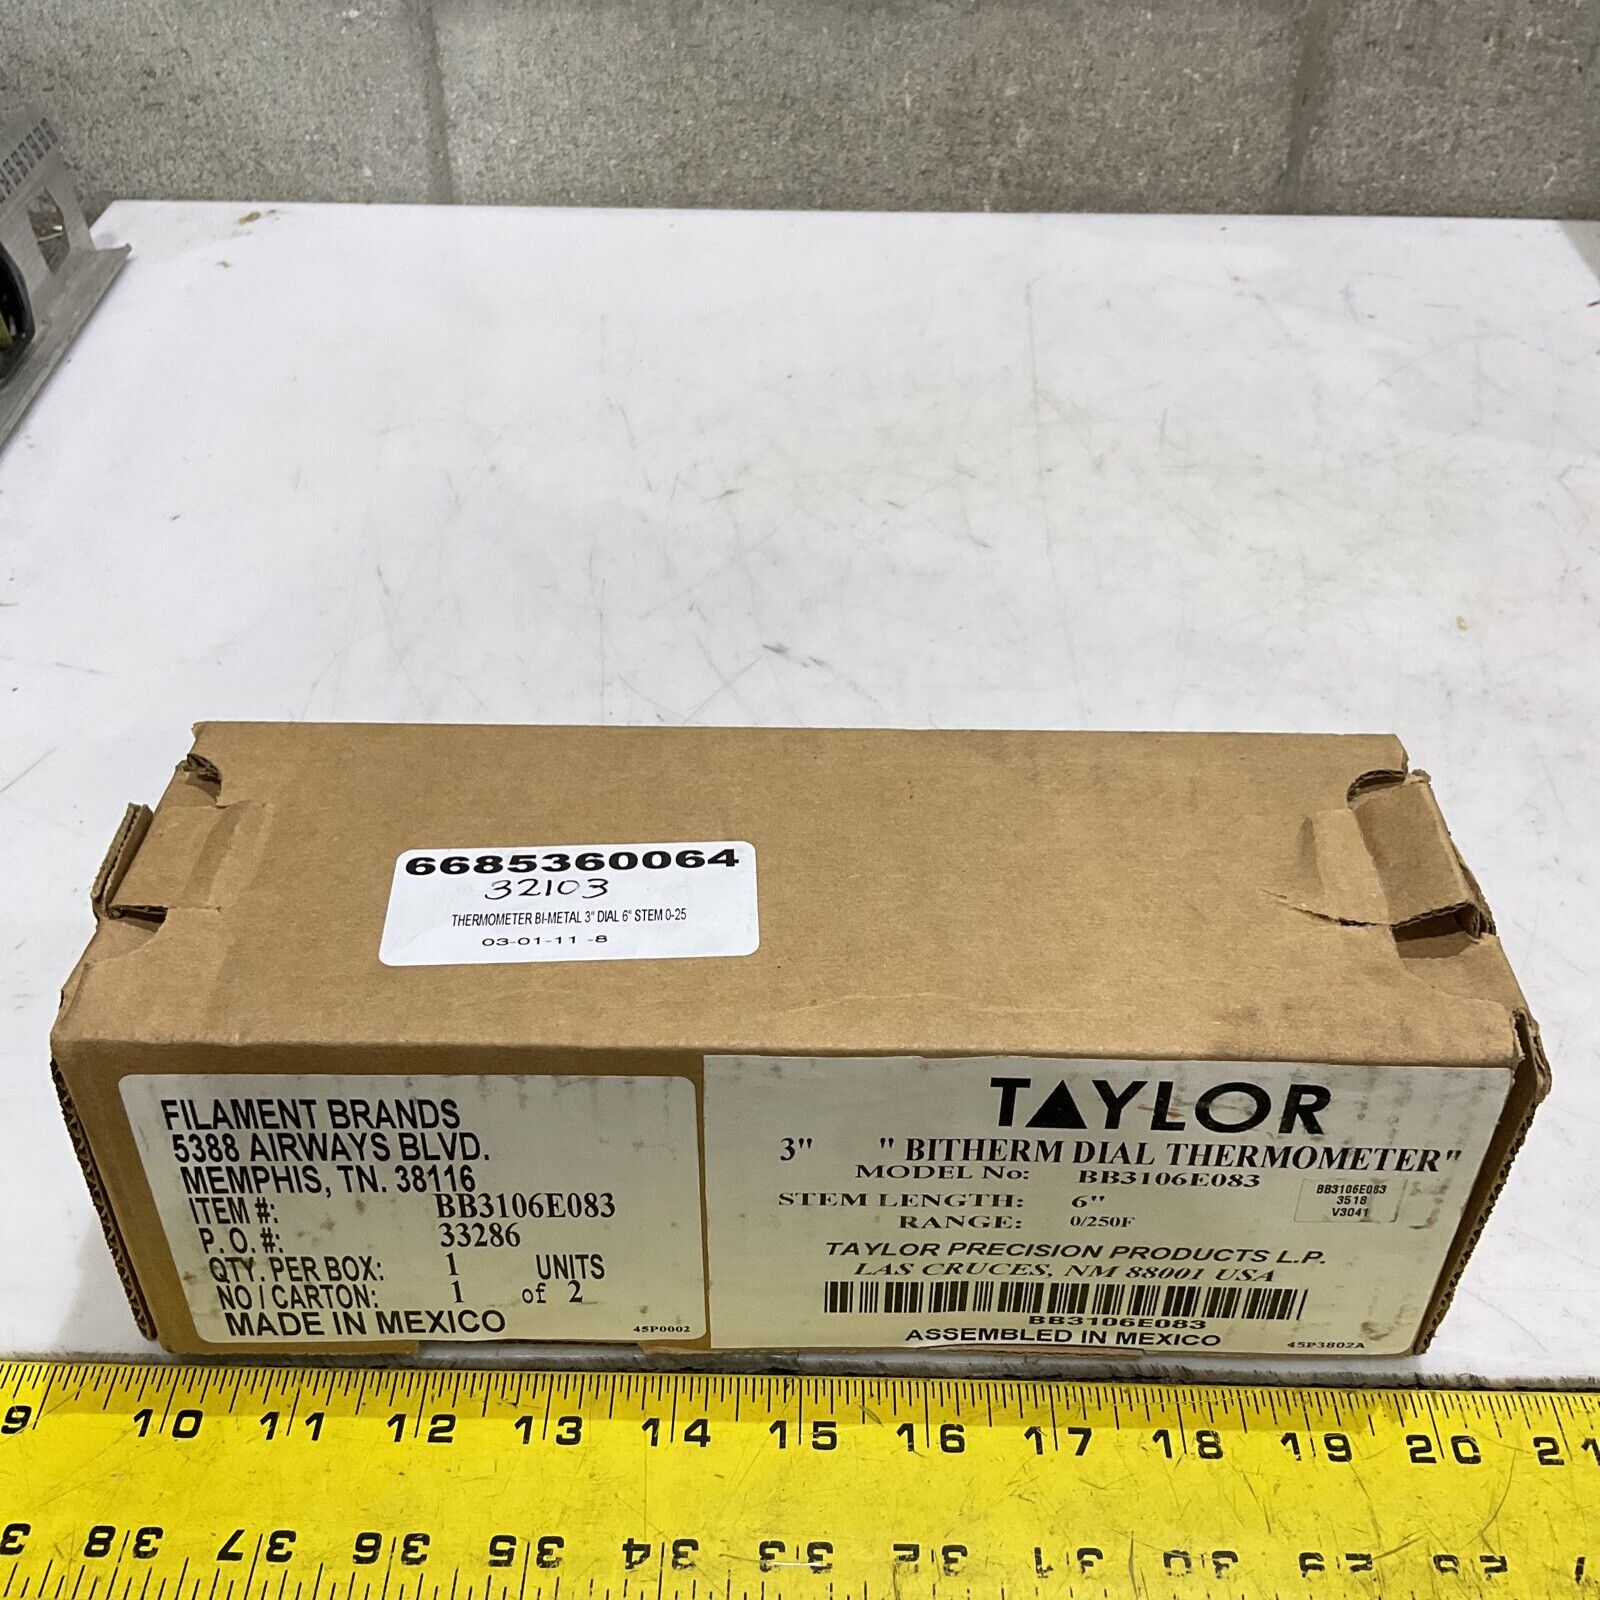 6685360064
32103
THERMOMETER BI-METAL 3" DIAL 6" STEM 0-25
03-01-11 -8
FILAMENT BRANDS
5388 AIRWAYS BLVD.
MEMPHIS, TN. 38116
ITEM #: BB3106E083
P.O.#: 33286
QTY. PER BOX: 1 UNITS
NO / CARTON: 1 of 2
MADE IN MEXICO
45P0002
TAYLOR
3" " BITHERM DIAL THERMOMETER"
MODEL No: BB3106E083
STEM LENGTH: 6"
RANGE: 0/250F
BB3106E083
3518
V3041
TAYLOR PRECISION PRODUCTS L.P.
LAS CRUCES, NM 88001 USA
BB3106E083
ASSEMBLED IN MEXICO
45P3802A
9 10 11 12 13 14 15 16 17 18 19 20 21
38 37 36 35 34 33 32 31 30 29 28 27